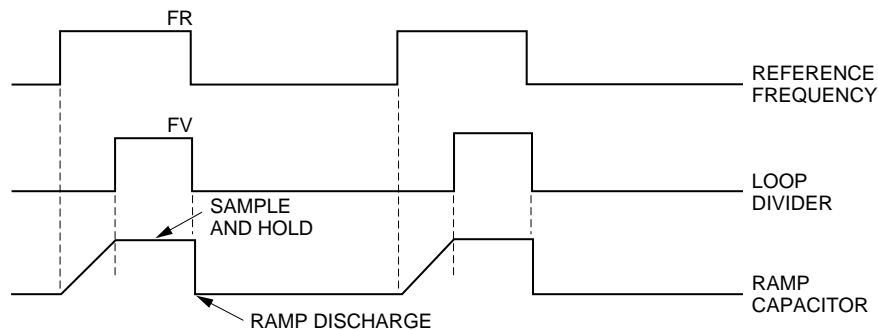 FR
REFERENCE
FREQUENCY
FV
LOOP
DIVIDER
SAMPLE
AND HOLD
RAMP
CAPACITOR
RAMP DISCHARGE